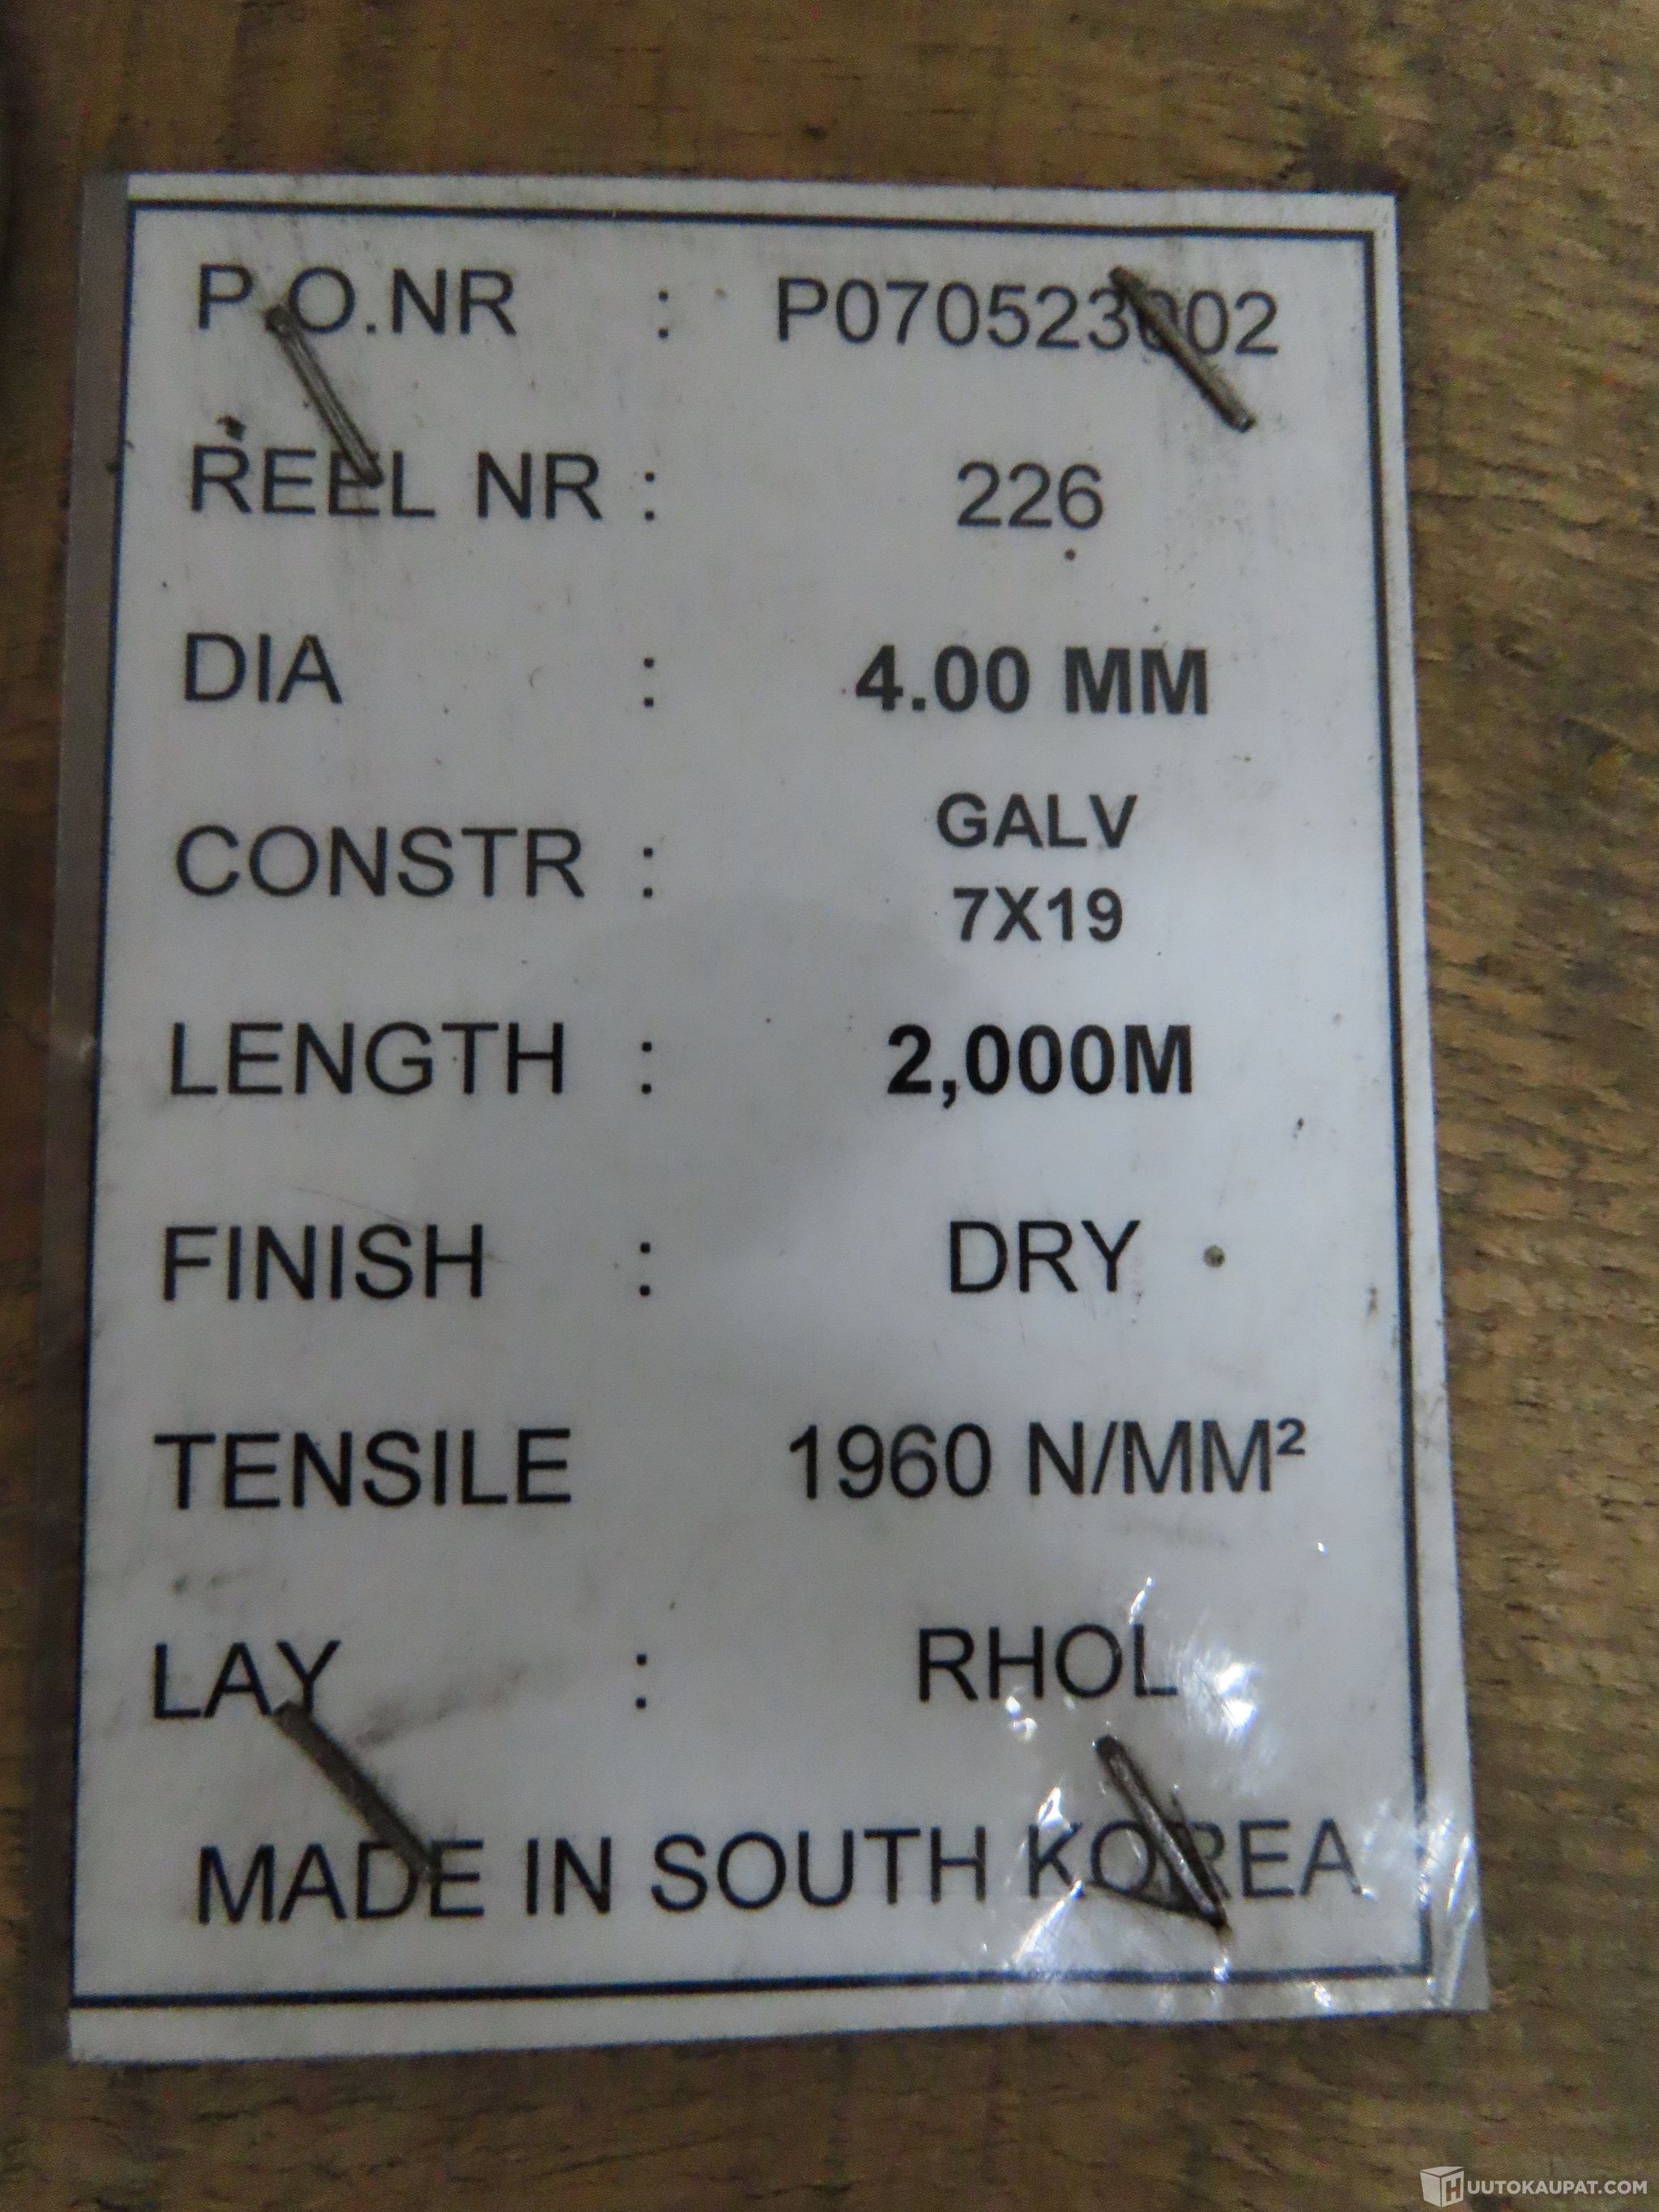 P.O.NR : P070523002
REEL NR : 226
DIA : 4.00 MM
CONSTR : GALV
7X19
LENGTH : 2,000M
FINISH : DRY
TENSILE 1960 N/MM²
LAY : RHOL
MADE IN SOUTH KOREA
HUUTOKAUPAT.COM